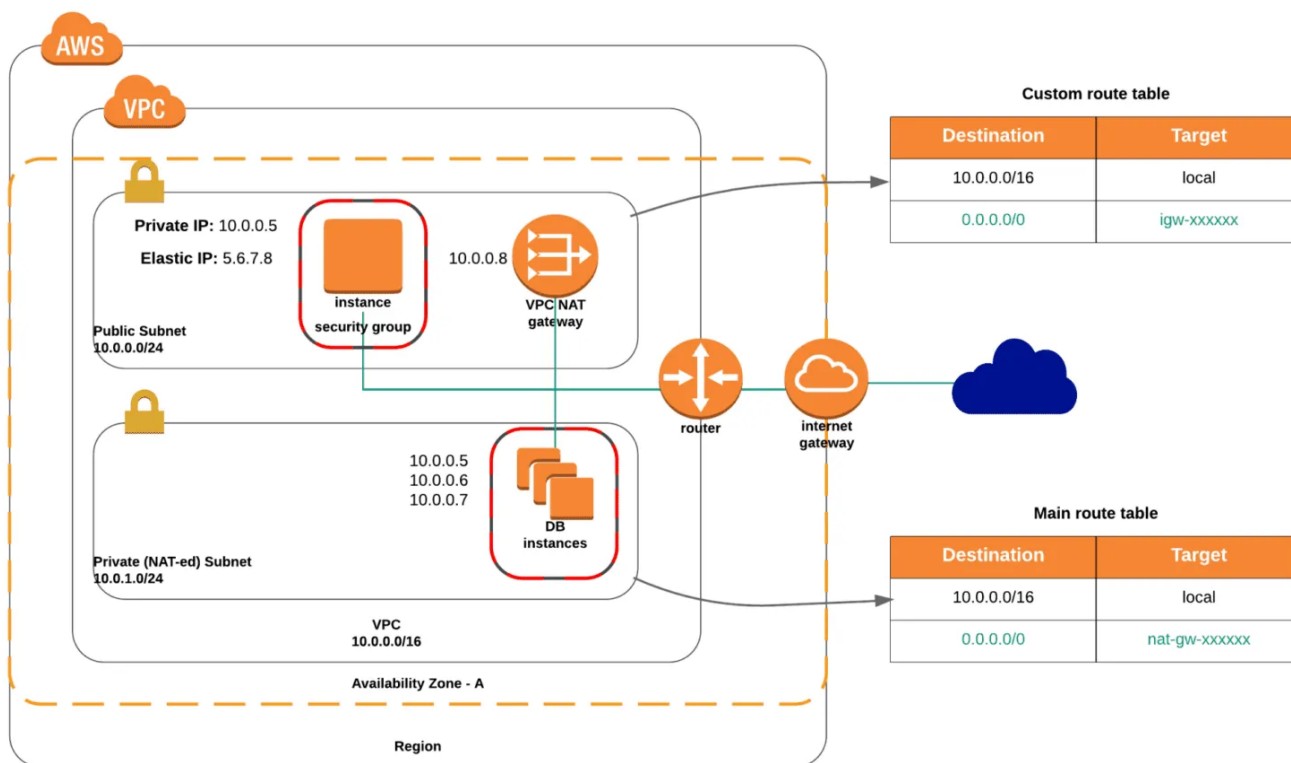 AWS
VPC
Private IP: 10.0.0.5
Elastic IP: 5.6.7.8
instance
security group
10.0.0.8
VPC NAT
gateway
Public Subnet
10.0.0.0/24
router
internet
gateway
10.0.0.5
10.0.0.6
10.0.0.7
DB
instances
Private (NAT-ed) Subnet
10.0.1.0/24
VPC
10.0.0.0/16
Availability Zone - A
Region
Custom route table
Destination Target
10.0.0.0/16 local
0.0.0.0/0 igw-xxxxxx
Main route table
Destination Target
10.0.0.0/16 local
0.0.0.0/0 nat-gw-xxxxxx